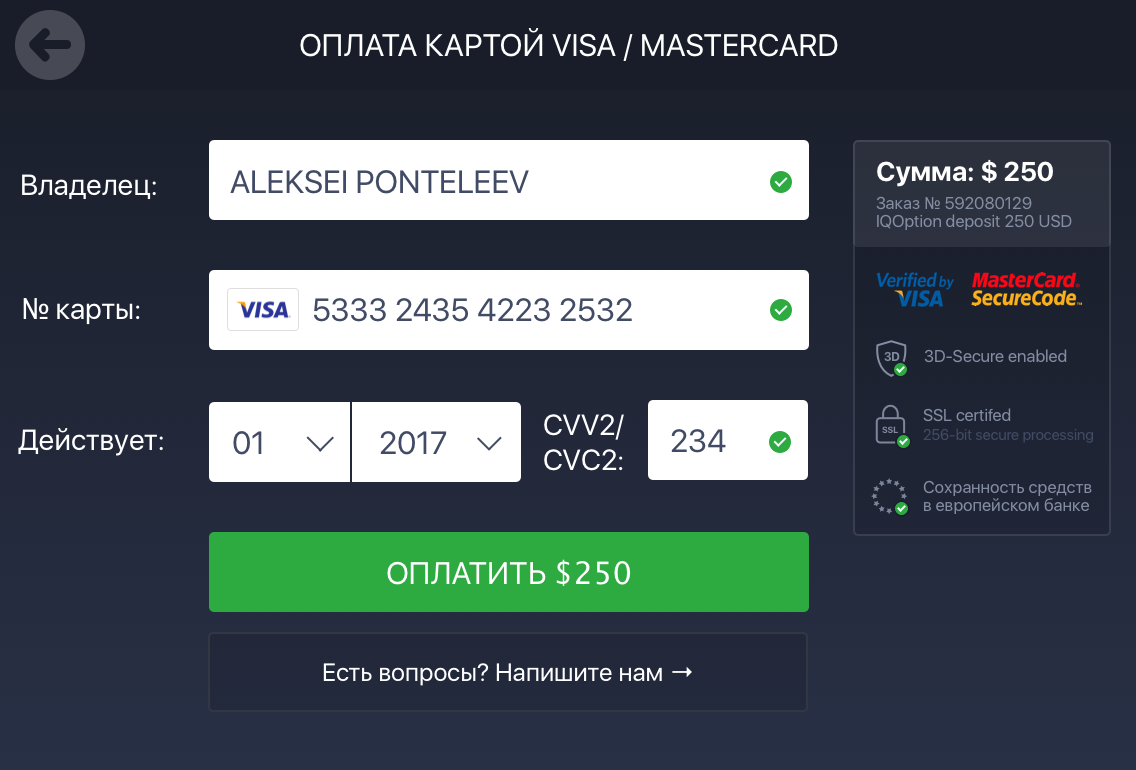 ОПЛАТА КАРТОЙ VISA / MASTERCARD
Владелец:
ALEKSEI PONTELEEV
№ карты:
VISA 5333 2435 4223 2532
Действует:
01
2017
CVV2/
CVC2:
234
ОПЛАТИТЬ $250
Есть вопросы? Напишите нам →
Сумма: $ 250
Заказ № 592080129
IQOption deposit 250 USD
Verified by
VISA
MasterCard
SecureCode
3D
3D-Secure enabled
SSL
SSL certifed
256-bit secure processing
Сохранность средств
в европейском банке